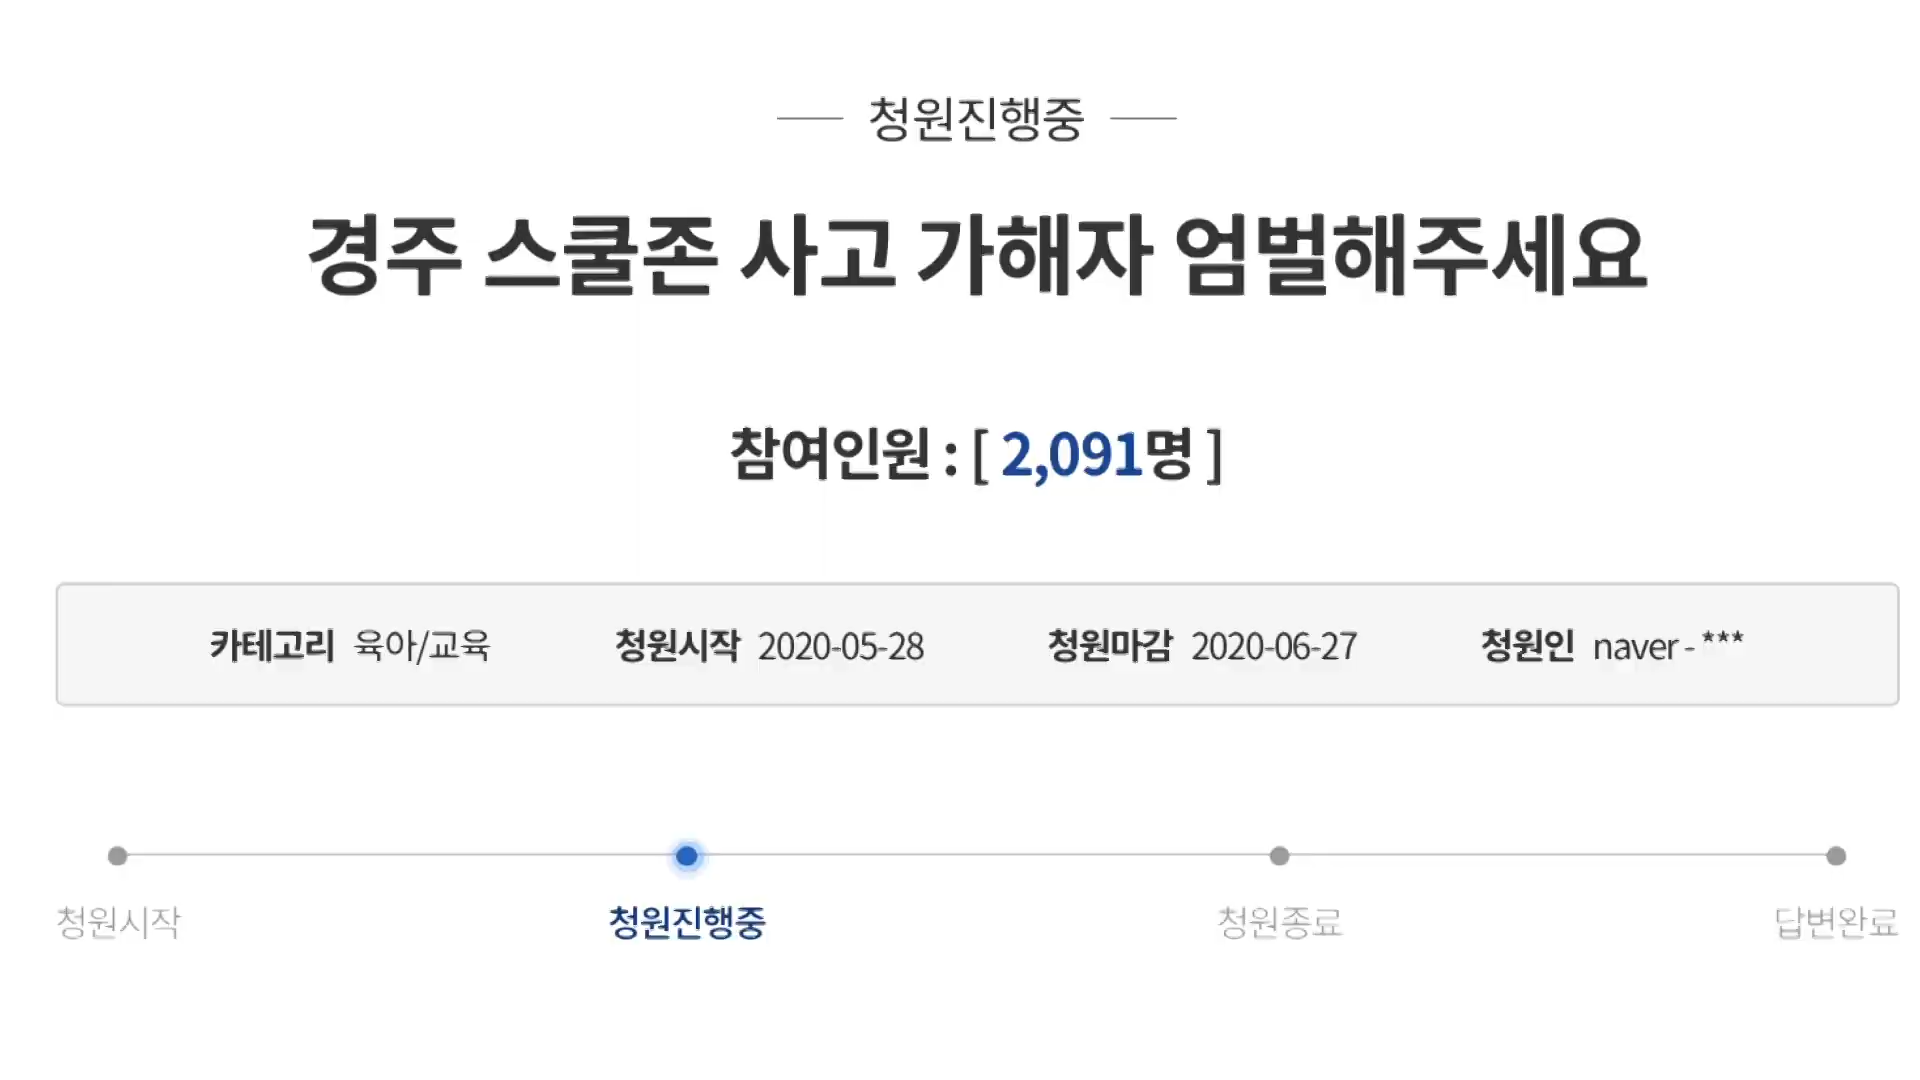 청원진행중
경주 스쿨존 사고 가해자 엄벌해주세요
참여인원 : [ 2,091명 ]
카테고리 육아/교육 청원시작 2020-05-28 청원마감 2020-06-27 청원인 naver - ***
청원시작 청원진행중 청원종료 답변완료